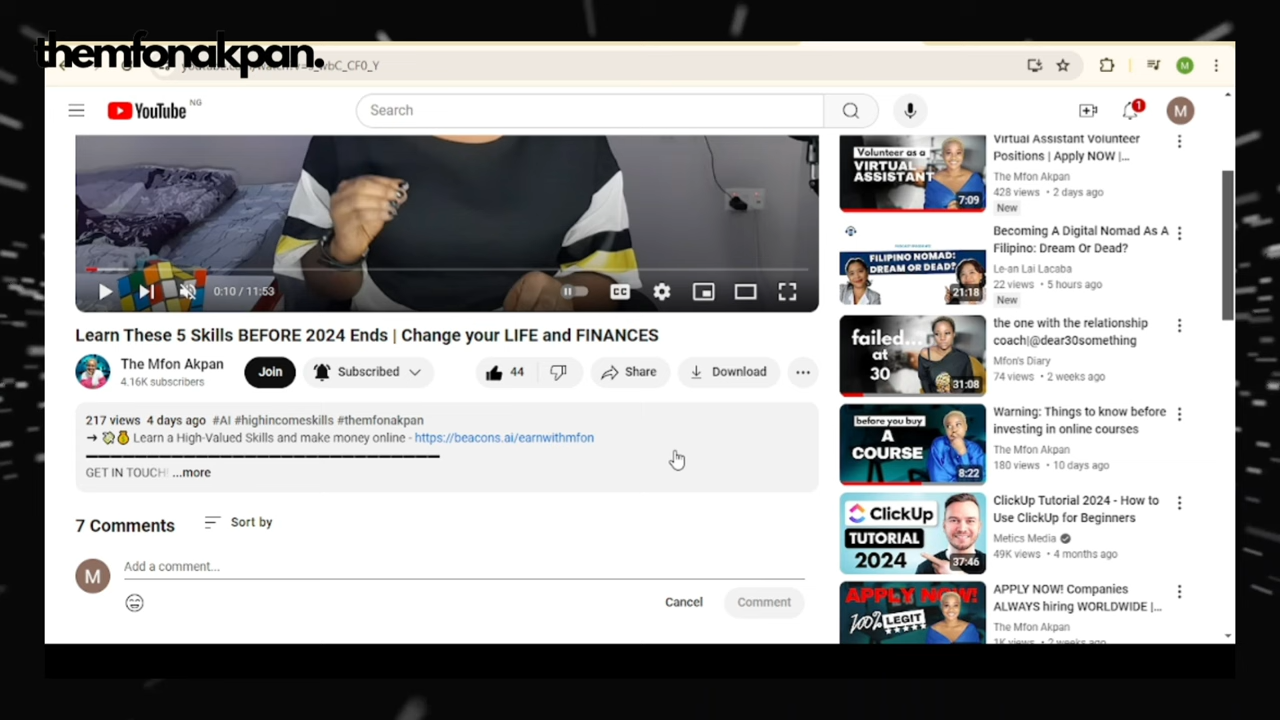 themfonakpan.
YouTube NG
Search
1
M
M
0:10 / 11:53
CC
Learn These 5 Skills BEFORE 2024 Ends | Change your LIFE and FINANCES
The Mfon Akpan
4.16K subscribers
Join
Subscribed
44
Share
Download
217 views 4 days ago #AI #highincomeskills #themfonakpan
Learn a High-Valued Skills and make money online - https://beacons.ai/earnwithmfon
GET IN TOUCH ...more
7 Comments
Sort by
M
Add a comment...
Cancel
Comment
Volunteer as a
VIRTUAL
ASSISTANT
7:09
Virtual Assistant Volunteer
Positions | Apply NOW |...
The Mfon Akpan
428 views • 2 days ago
New
FILIPINO NOMAD:
DREAM OR DEAD?
21:18
Becoming A Digital Nomad As A
Filipino: Dream Or Dead?
Le-an Lai Lacaba
22 views • 5 hours ago
New
failed...
at
30
31:08
the one with the relationship
coach|@dear30something
Mfon's Diary
74 views • 2 weeks ago
before you buy
A
COURSE
8:22
Warning: Things to know before
investing in online courses
The Mfon Akpan
180 views • 10 days ago
ClickUp
TUTORIAL
2024
37:46
ClickUp Tutorial 2024 - How to
Use ClickUp for Beginners
Metics Media
49K views • 4 months ago
APPLY NOW!
100% LEGIT
APPLY NOW! Companies
ALWAYS hiring WORLDWIDE |...
The Mfon Akpan
1K views • 2 weeks ago